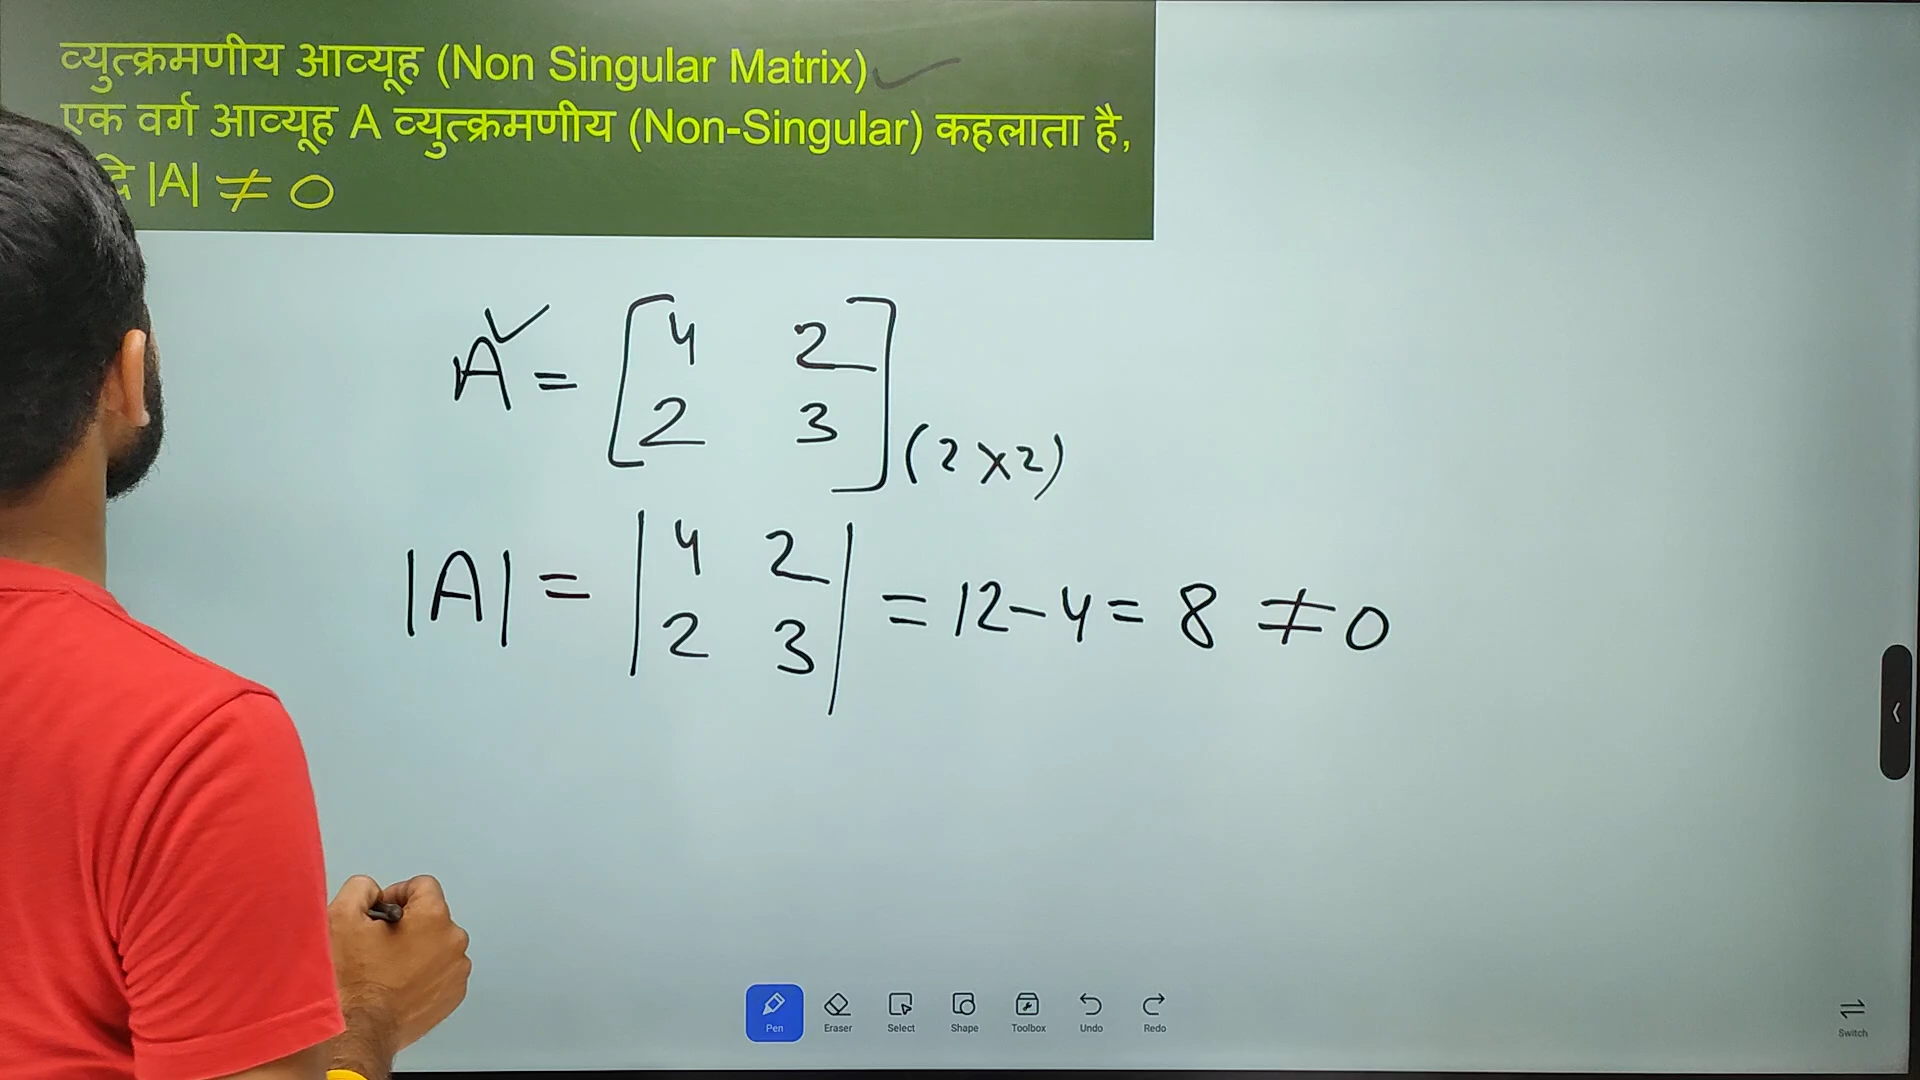 व्युत्क्रमणीय आव्यूह (Non Singular Matrix)
एक वर्ग आव्यूह A व्युत्क्रमणीय (Non-Singular) कहलाता है,
|A| ≠ 0
A = [4 2
2 3] (2×2)
|A| = |4 2
2 3| = 12-4 = 8 ≠ 0
Pen Eraser Select Shape Toolbox Undo Redo
Switch